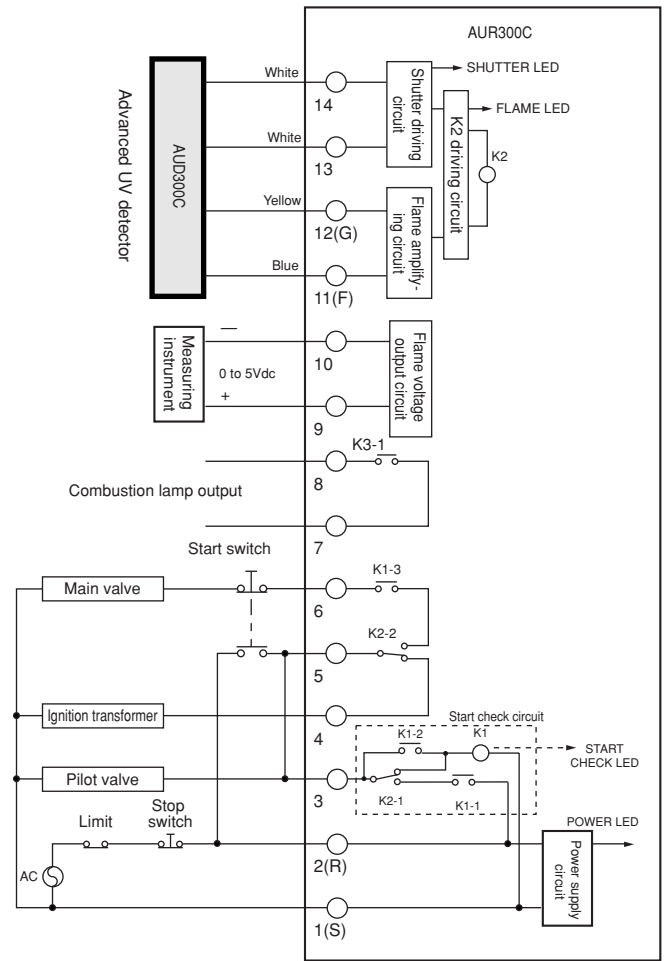 AUR300C
Advanced UV detector
AUD300C
White
14
White
13
Yellow
12(G)
Blue
11(F)
Shutter driving
circuit
SHUTTER LED
K2 driving circuit
FLAME LED
K2
Flame amplify-
ing circuit
Measuring
instrument
—
0 to 5Vdc
+
10
9
Flame voltage
output circuit
Combustion lamp output
8
K3-1
7
Start switch
Main valve
6
K1-3
5
K2-2
Ignition transformer
4
Start check circuit
K1-2
K1
START
CHECK LED
Pilot valve
3
K2-1
K1-1
Limit
Stop
switch
2(R)
POWER LED
Power supply
circuit
AC
1(S)